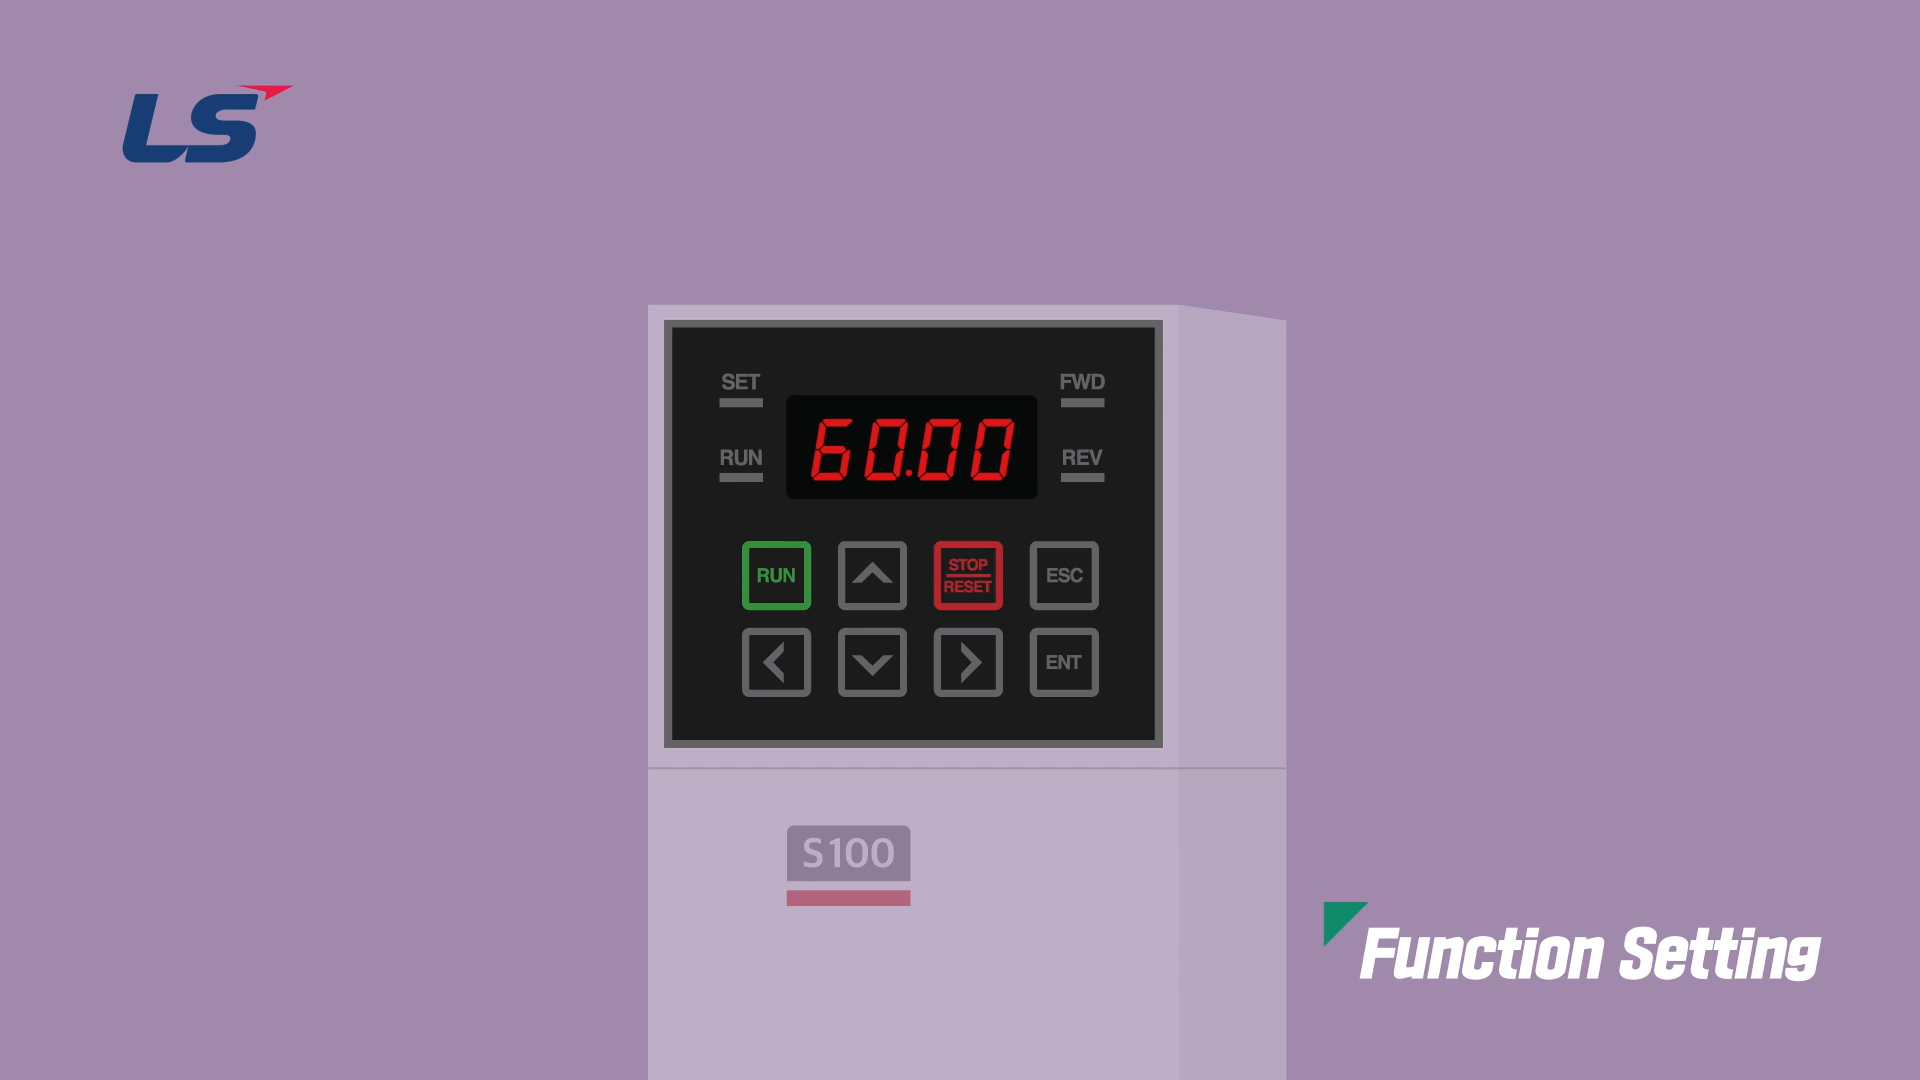 LS
SET
FWD
60.00
RUN
REV
RUN
STOP
RESET
ESC
ENT
S100
Function Setting